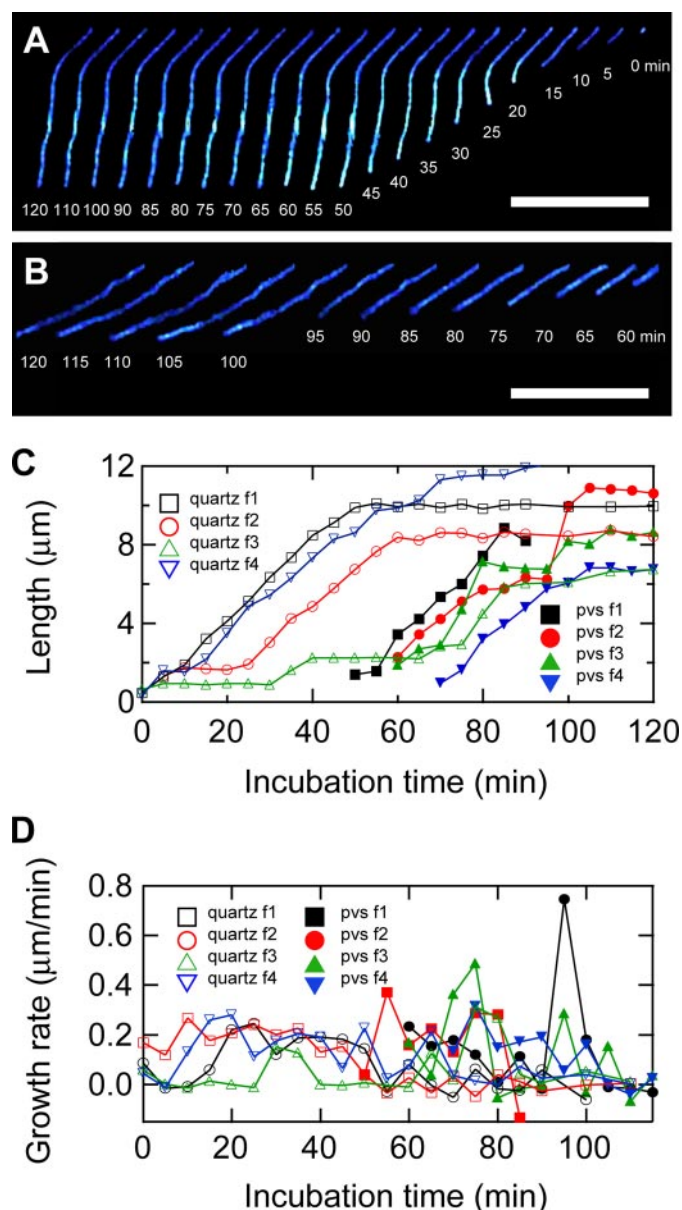 A
0 min
5
10
15
20
25
30
35
40
45
120 110 100 90 85 80 75 70 65 60 55 50
B
95 90 85 80 75 70 65 60 min
120 115 110 105 100
C
12
8
4
0
Length (μm)
quartz f1
quartz f2
quartz f3
quartz f4
pvs f1
pvs f2
pvs f3
pvs f4
0 20 40 60 80 100 120
Incubation time (min)
D
0.8
0.6
0.4
0.2
0.0
Growth rate (μm/min)
quartz f1 pvs f1
quartz f2 pvs f2
quartz f3 pvs f3
quartz f4 pvs f4
0 20 40 60 80 100
Incubation time (min)